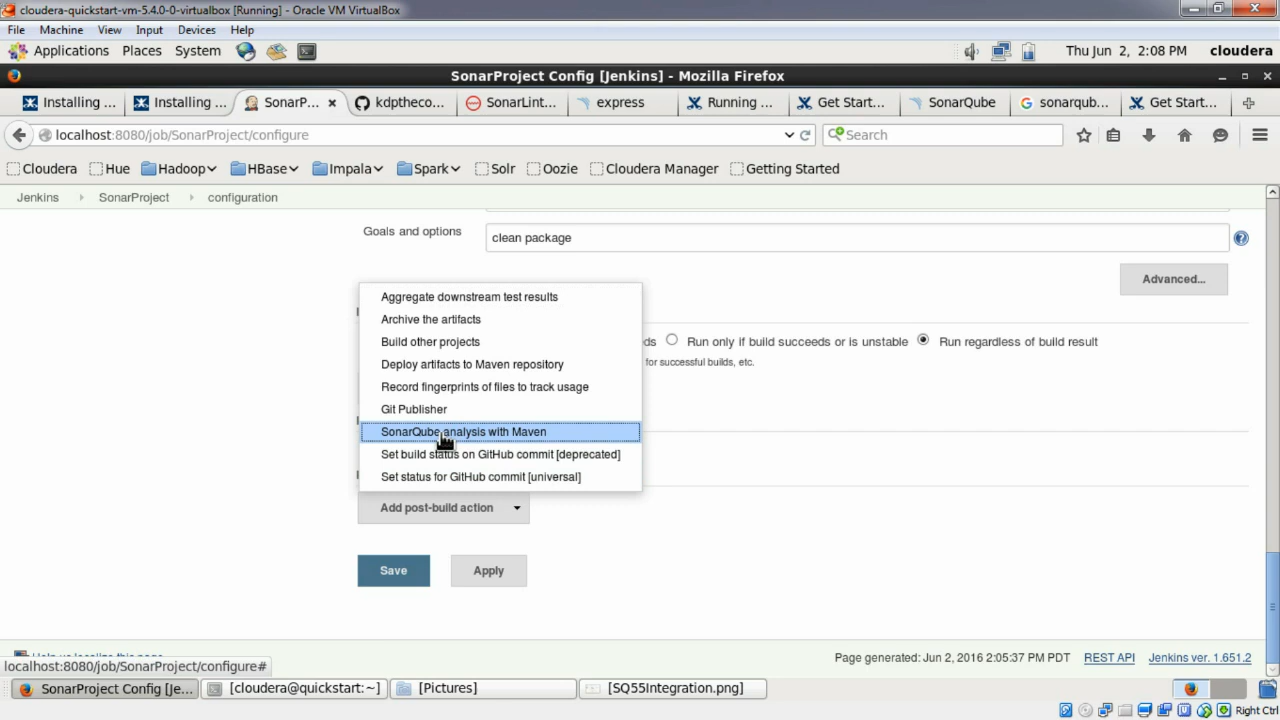 cloudera-quickstart-vm-5.4.0-0-virtualbox [Running] - Oracle VM VirtualBox
File Machine View Input Devices Help
Applications Places System Thu Jun 2, 2:08 PM cloudera
SonarProject Config [Jenkins] - Mozilla Firefox
Installing ... Installing ... SonarP... kdptheco... SonarLint... express Running ... Get Start... SonarQube sonarqub... Get Start...
localhost:8080/job/SonarProject/configure Search
Cloudera Hue Hadoop HBase Impala Spark Solr Oozie Cloudera Manager Getting Started
Jenkins SonarProject configuration
Goals and options clean package
Advanced...
Aggregate downstream test results
Archive the artifacts
Build other projects
Run only if build succeeds or is unstable Run regardless of build result
for successful builds, etc.
Deploy artifacts to Maven repository
Record fingerprints of files to track usage
Git Publisher
SonarQube analysis with Maven
Set build status on GitHub commit [deprecated]
Set status for GitHub commit [universal]
Add post-build action
Save Apply
Help us localize this page Page generated: Jun 2, 2016 2:05:37 PM PDT REST API Jenkins ver. 1.651.2
localhost:8080/job/SonarProject/configure#
SonarProject Config [Je... [cloudera@quickstart:~] [Pictures] [SQ55Integration.png]
Right Ctrl